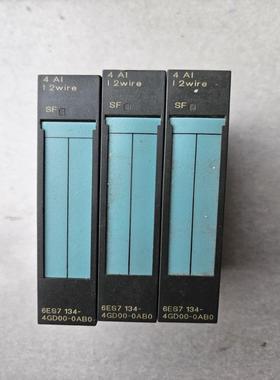 4 AI
I 2wire
SF
6ES7 134-
4GD00-0AB0
4 AI
I 2wire
SF
6ES7 134-
4GD00-0AB0
4 AI
I 2wire
SF
6ES7 134-
4GD00-0AB0